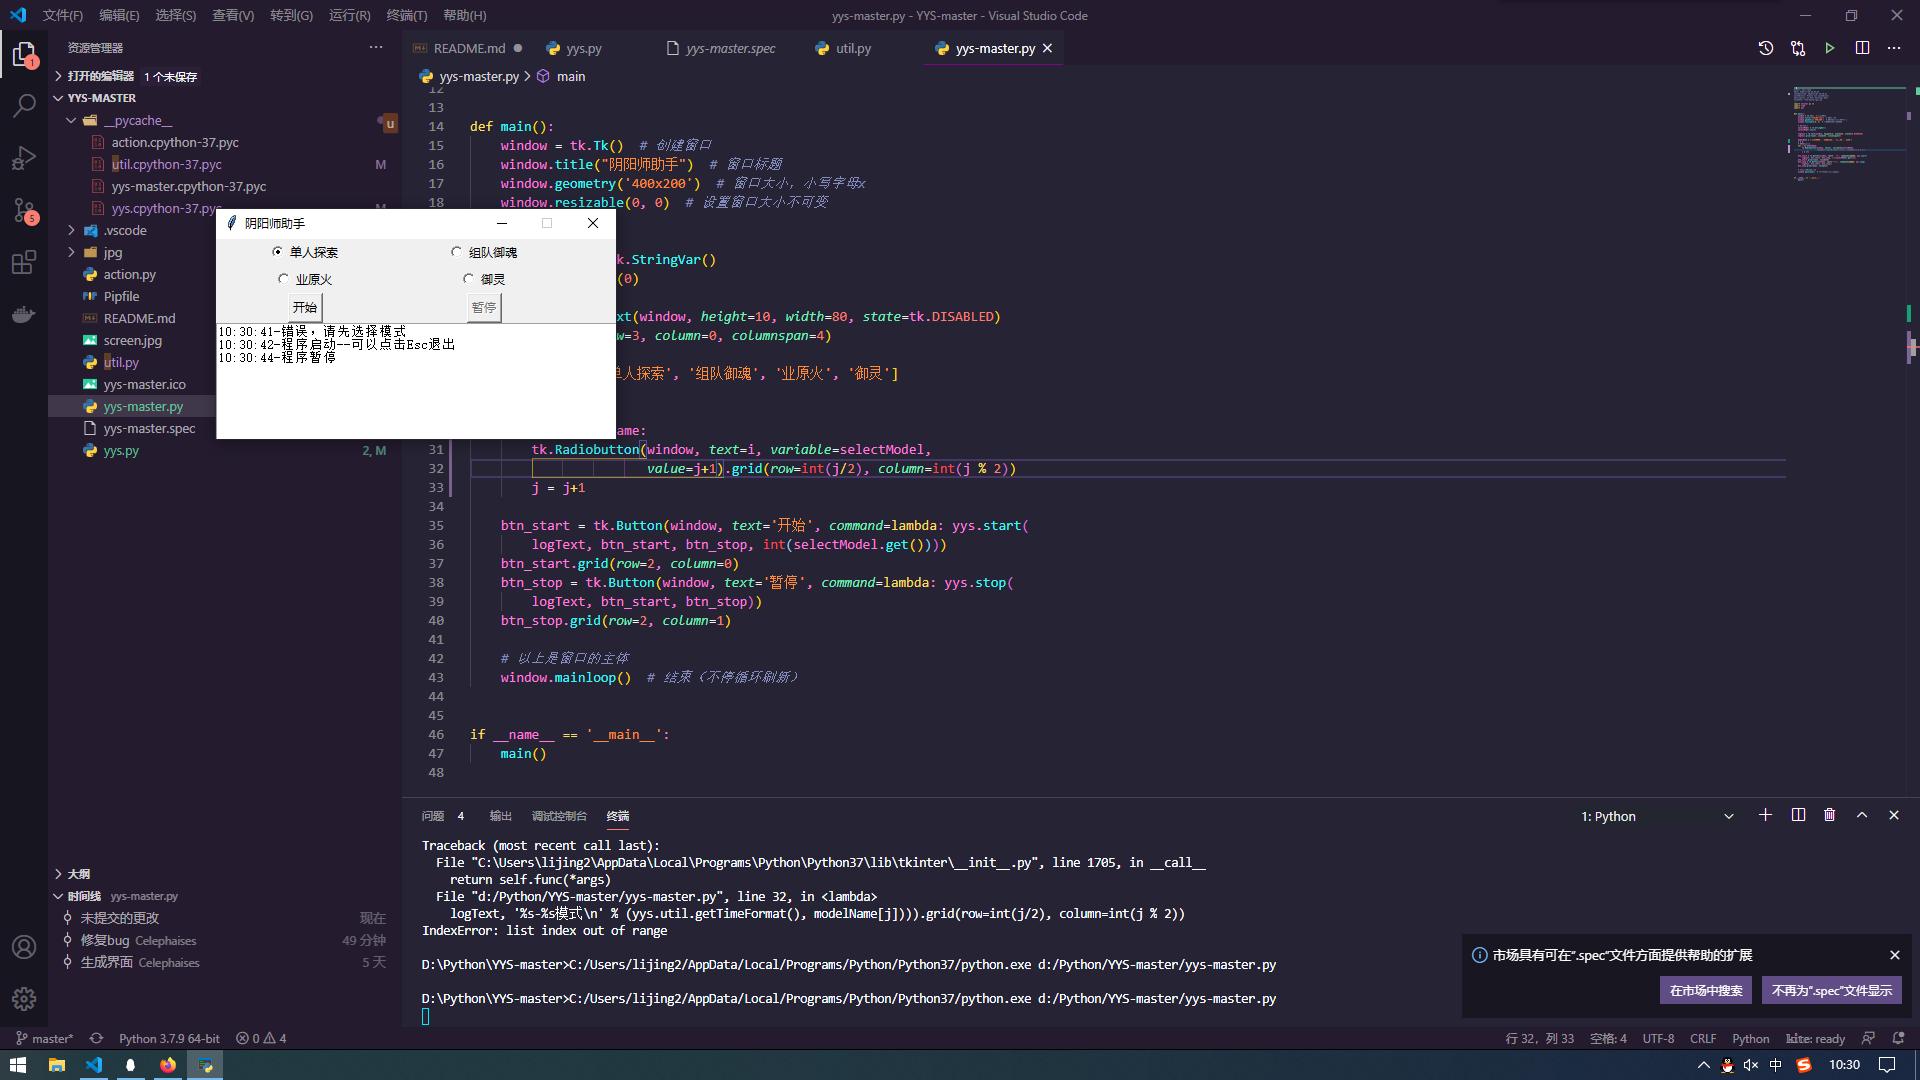 文件(F) 编辑(E) 选择(S) 查看(V) 转到(G) 运行(R) 终端(T) 帮助(H) yys-master.py - YYS-master - Visual Studio Code
资源管理器
1
打开的编辑器 1 个未保存
YYS-MASTER
__pycache__
u
action.cpython-37.pyc
util.cpython-37.pyc M
yys-master.cpython-37.pyc
yys.cpython-37.pyc
5
.vscode
jpg
action.py
Pipfile
README.md
screen.jpg
util.py
yys-master.ico
yys-master.py
yys-master.spec
yys.py 2, M
大纲
时间线 yys-master.py
未提交的更改 现在
修复bug Celephaises 49 分钟
生成界面 Celephaises 5 天
README.md yys.py yys-master.spec util.py yys-master.py
yys-master.py main
12
13
14 def main():
15 window = tk.Tk() # 创建窗口
16 window.title("阴阳师助手") # 窗口标题
17 window.geometry('400x200') # 窗口大小，小写字母x
18 window.resizable(0, 0) # 设置窗口大小不可变
k.StringVar()
(0)
xt(window, height=10, width=80, state=tk.DISABLED)
w=3, column=0, columnspan=4)
单人探索', '组队御魂', '业原火', '御灵']
name:
31 tk.Radiobutton(window, text=i, variable=selectModel,
32 value=j+1).grid(row=int(j/2), column=int(j % 2))
33 j = j+1
34
35 btn_start = tk.Button(window, text='开始', command=lambda: yys.start(
36 logText, btn_start, btn_stop, int(selectModel.get())))
37 btn_start.grid(row=2, column=0)
38 btn_stop = tk.Button(window, text='暂停', command=lambda: yys.stop(
39 logText, btn_start, btn_stop))
40 btn_stop.grid(row=2, column=1)
41
42 # 以上是窗口的主体
43 window.mainloop() # 结束（不停循环刷新）
44
45
46 if __name__ == '__main__':
47 main()
48
阴阳师助手
单人探索 组队御魂
业原火 御灵
开始 暂停
10:30:41-错误，请先选择模式
10:30:42-程序启动--可以点击Esc退出
10:30:44-程序暂停
问题 4 输出 调试控制台 终端 1: Python
Traceback (most recent call last):
File "C:\Users\lijing2\AppData\Local\Programs\Python\Python37\lib\tkinter\__init__.py", line 1705, in __call__
return self.func(*args)
File "d:/Python/YYS-master/yys-master.py", line 32, in <lambda>
logText, '%s-%s模式\n' % (yys.util.getTimeFormat(), modelName[j]))).grid(row=int(j/2), column=int(j % 2))
IndexError: list index out of range
D:\Python\YYS-master>C:/Users/lijing2/AppData/Local/Programs/Python/Python37/python.exe d:/Python/YYS-master/yys-master.py
D:\Python\YYS-master>C:/Users/lijing2/AppData/Local/Programs/Python/Python37/python.exe d:/Python/YYS-master/yys-master.py
市场具有可在".spec"文件方面提供帮助的扩展
在市场中搜索 不再为".spec"文件显示
master* Python 3.7.9 64-bit 0 4 行 32，列 33 空格: 4 UTF-8 CRLF Python kite: ready
中 10:30